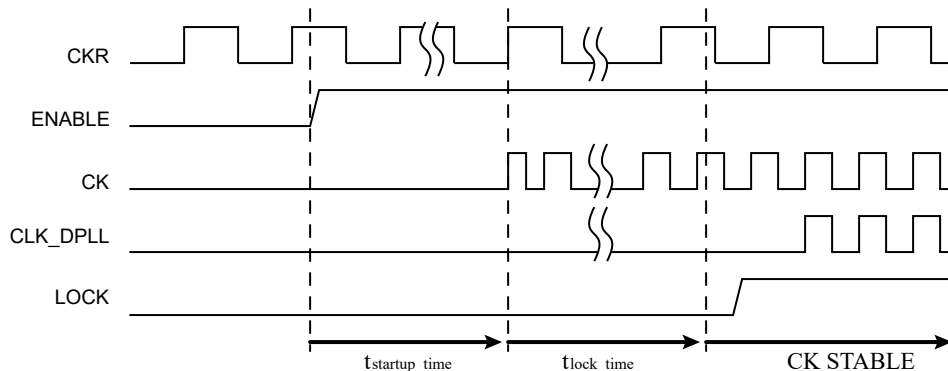 CKR
ENABLE
CK
CLK_DPLL
LOCK
tstartup_time tlock_time CK STABLE